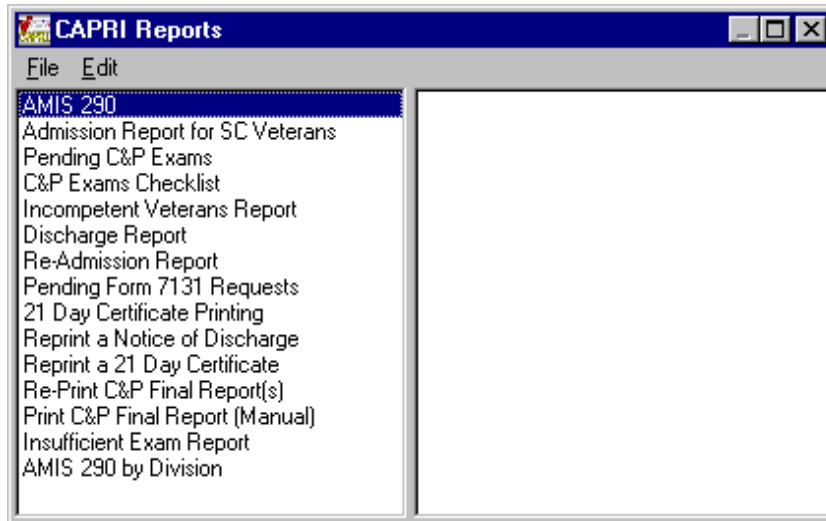 CAPRI Reports
File Edit
AMIS 290
Admission Report for SC Veterans
Pending C&P Exams
C&P Exams Checklist
Incompetent Veterans Report
Discharge Report
Re-Admission Report
Pending Form 7131 Requests
21 Day Certificate Printing
Reprint a Notice of Discharge
Reprint a 21 Day Certificate
Re-Print C&P Final Report(s)
Print C&P Final Report (Manual)
Insufficient Exam Report
AMIS 290 by Division